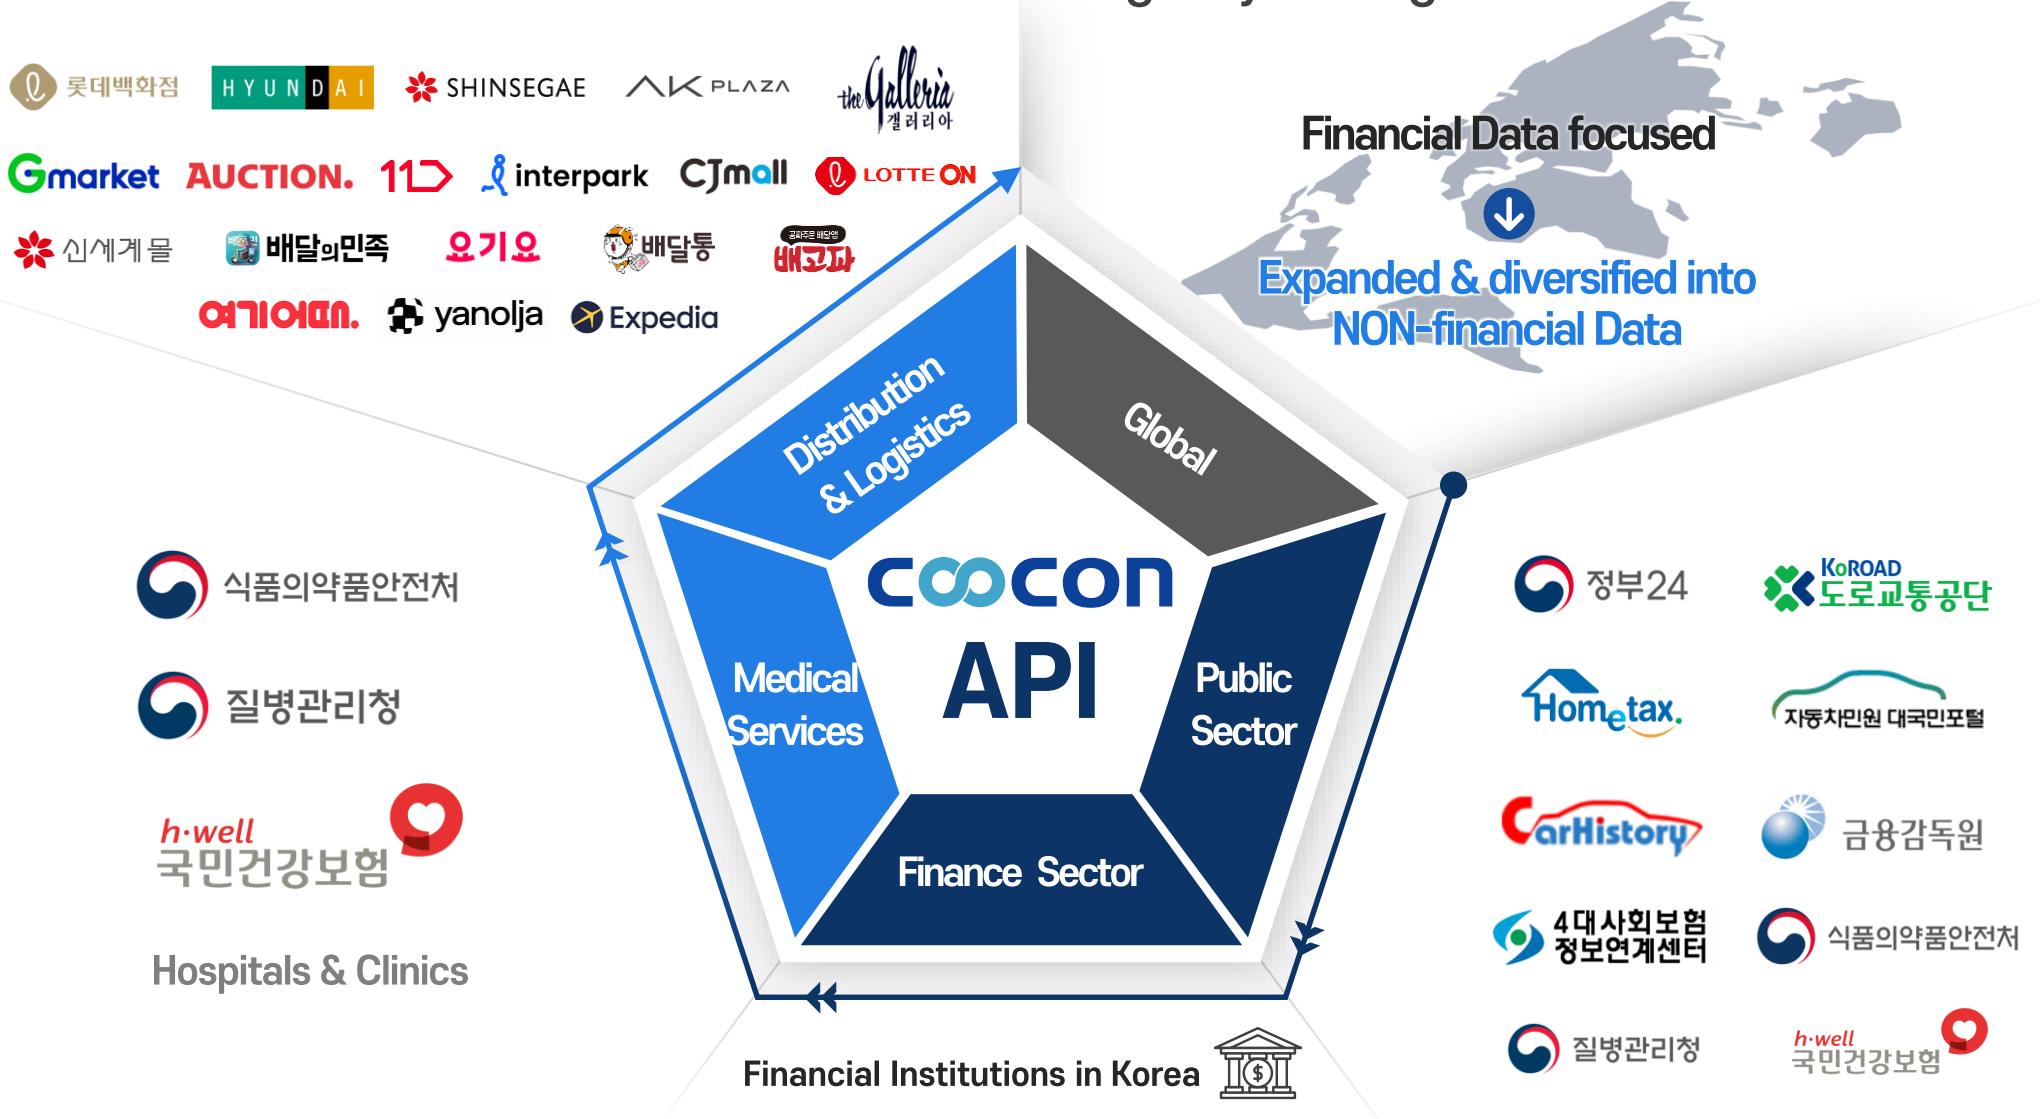 롯데백화점
HYUNDAI
SHINSEGAE
AK PLAZA
the Galleria
갤러리아
Gmarket
AUCTION.
11
interpark
CJmall
LOTTE ON
신세계몰
배달의민족
요기요
배달통
공짜주문 배달앱
배고파
여기어때.
yanolja
Expedia
Financial Data focused
Expanded & diversified into
NON-financial Data
Distribution
& Logistics
Global
coocon
API
Medical
Services
Public
Sector
Finance Sector
식품의약품안전처
질병관리청
h·well
국민건강보험
Hospitals & Clinics
정부24
KoROAD
도로교통공단
Hometax.
자동차민원 대국민포털
CarHistory
금융감독원
4대사회보험
정보연계센터
식품의약품안전처
질병관리청
h·well
국민건강보험
Financial Institutions in Korea
$